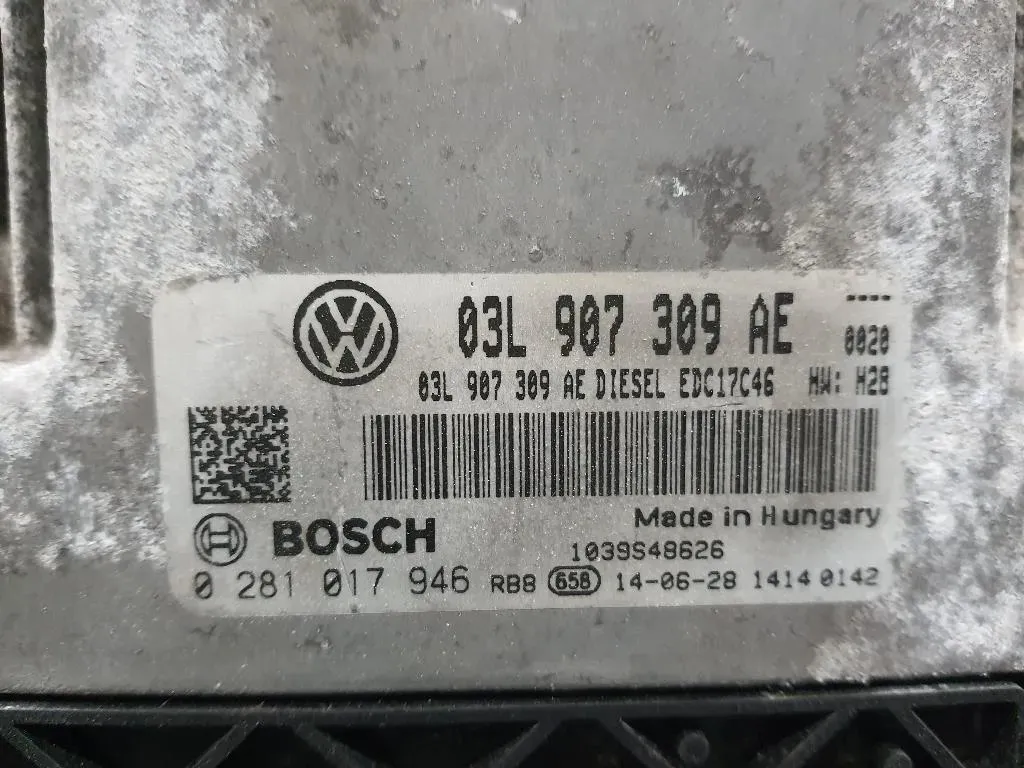 03L 907 309 AE ----
0020
03L 907 309 AE DIESEL EDC17C46 HW: H28
Made in Hungary
BOSCH
1039S48626
0 281 017 946 RB8 658 14-06-28 1414 0142